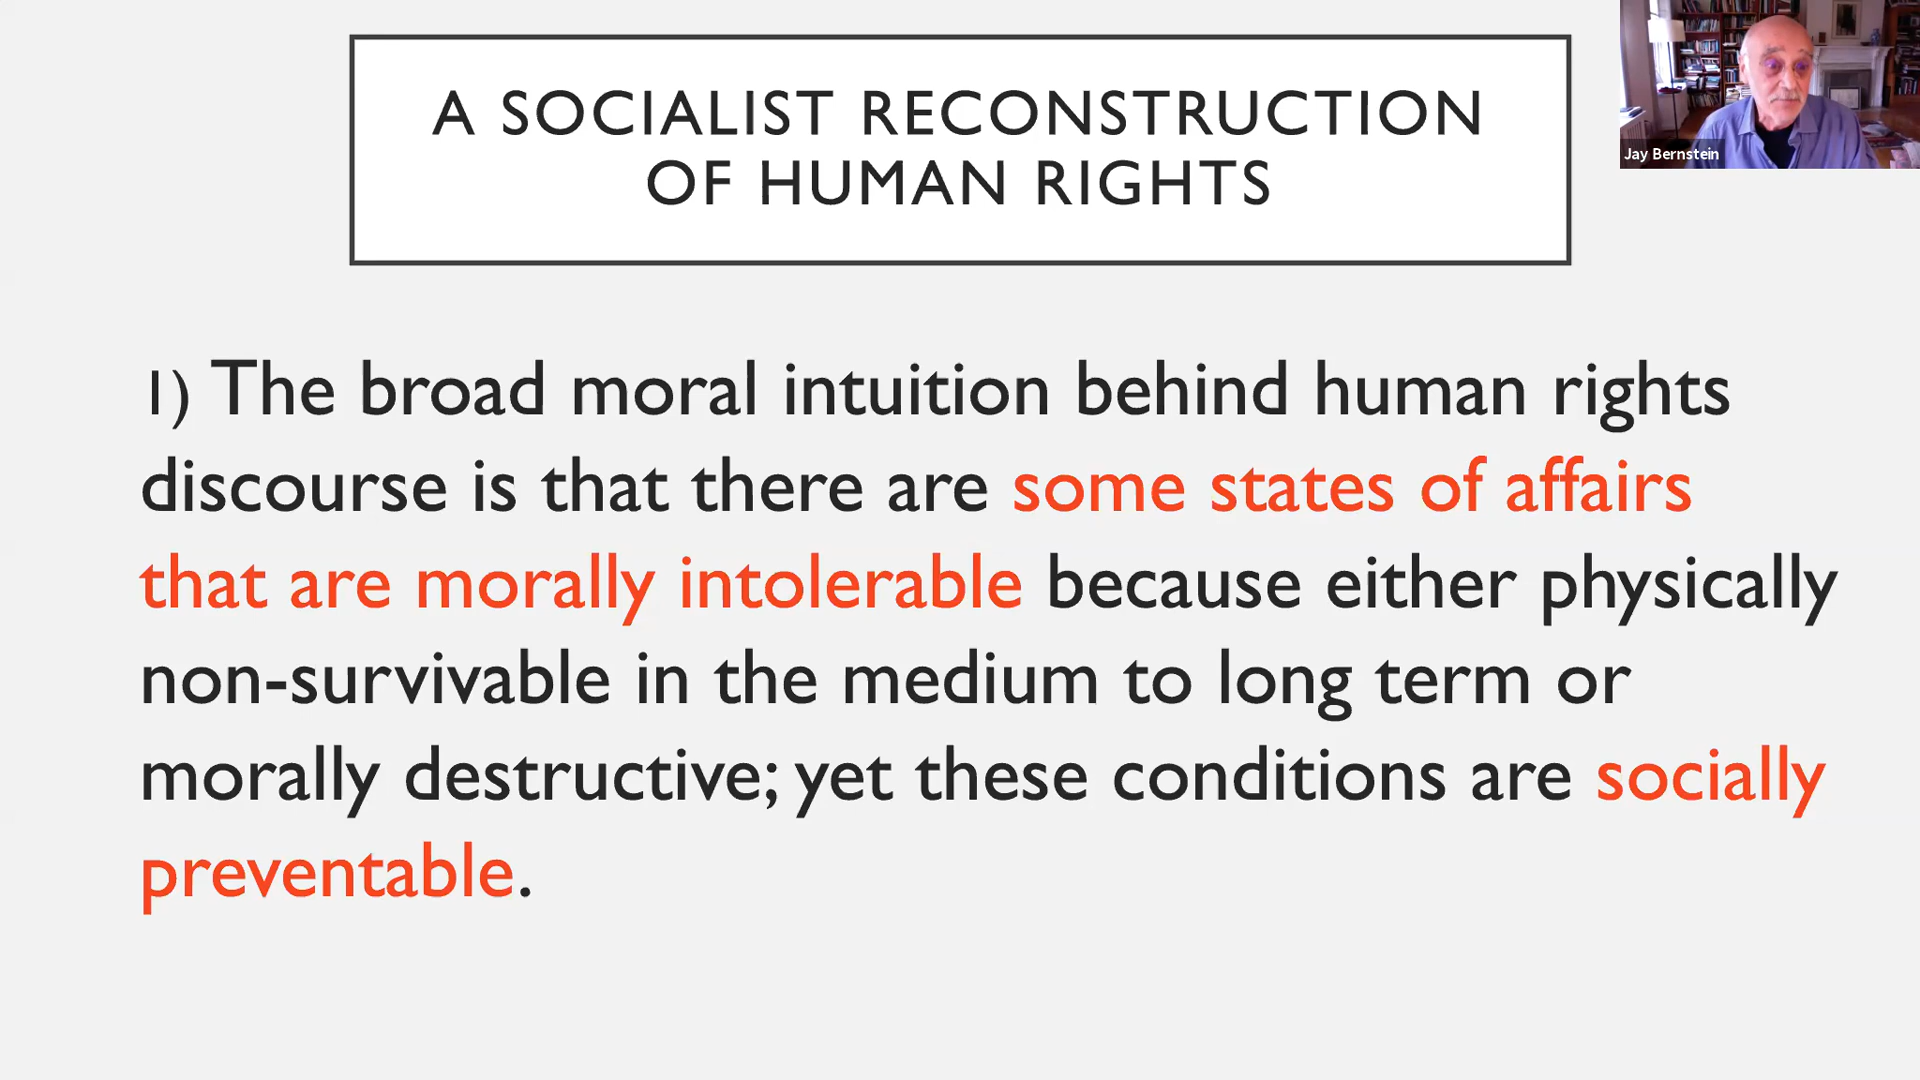 A SOCIALIST RECONSTRUCTION
OF HUMAN RIGHTS
Jay Bernstein
1) The broad moral intuition behind human rights
discourse is that there are some states of affairs
that are morally intolerable because either physically
non-survivable in the medium to long term or
morally destructive; yet these conditions are socially
preventable.